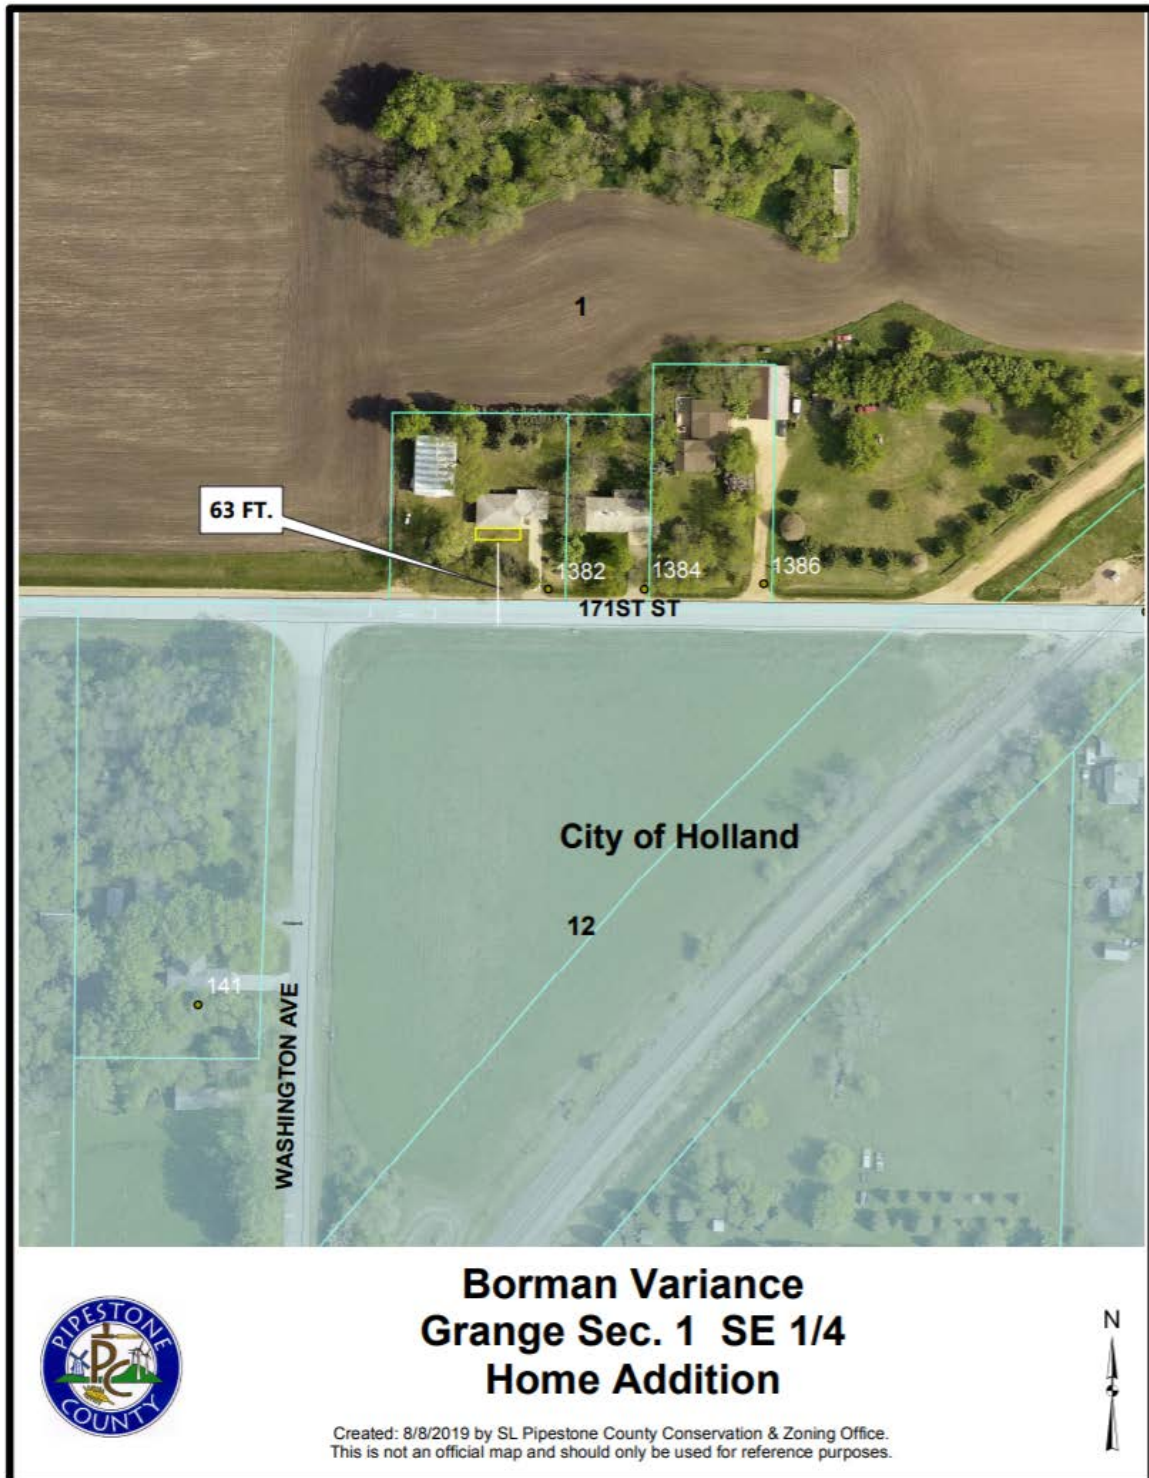 1
63 FT.
1382
1384
1386
171ST ST
City of Holland
12
141
WASHINGTON AVE
Borman Variance
Grange Sec. 1 SE 1/4
Home Addition
PIPESTONE
PC
COUNTY
N
Created: 8/8/2019 by SL Pipestone County Conservation & Zoning Office.
This is not an official map and should only be used for reference purposes.